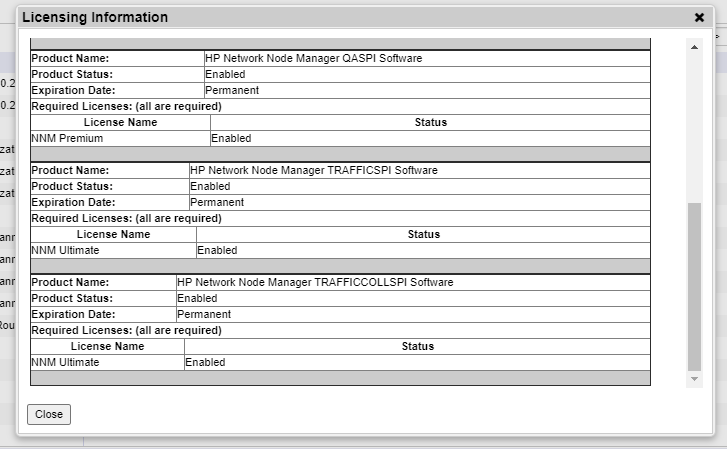 Licensing Information
Product Name: HP Network Node Manager QASPI Software
Product Status: Enabled
Expiration Date: Permanent
Required Licenses: (all are required)
License Name Status
NNM Premium Enabled
Product Name: HP Network Node Manager TRAFFICSPI Software
Product Status: Enabled
Expiration Date: Permanent
Required Licenses: (all are required)
License Name Status
NNM Ultimate Enabled
Product Name: HP Network Node Manager TRAFFICCOLLSPI Software
Product Status: Enabled
Expiration Date: Permanent
Required Licenses: (all are required)
License Name Status
NNM Ultimate Enabled
Close